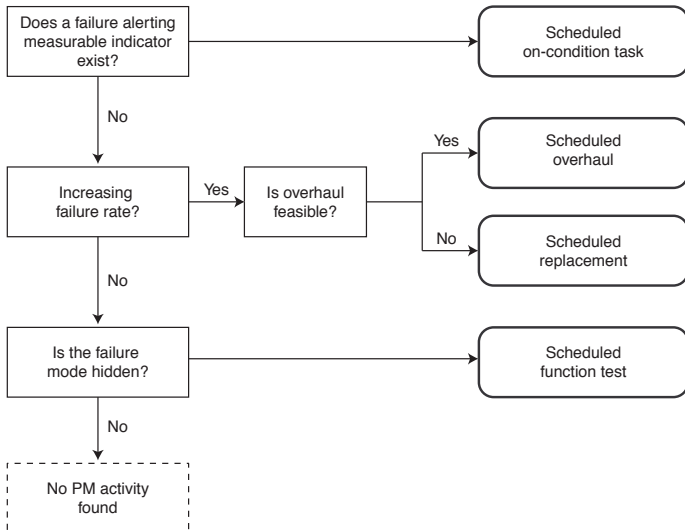 Does a failure alerting
measurable indicator
exist?
Scheduled
on-condition task
No
Increasing
failure rate?
Yes
Is overhaul
feasible?
Yes
Scheduled
overhaul
No
Scheduled
replacement
No
Is the failure
mode hidden?
Scheduled
function test
No
No PM activity
found